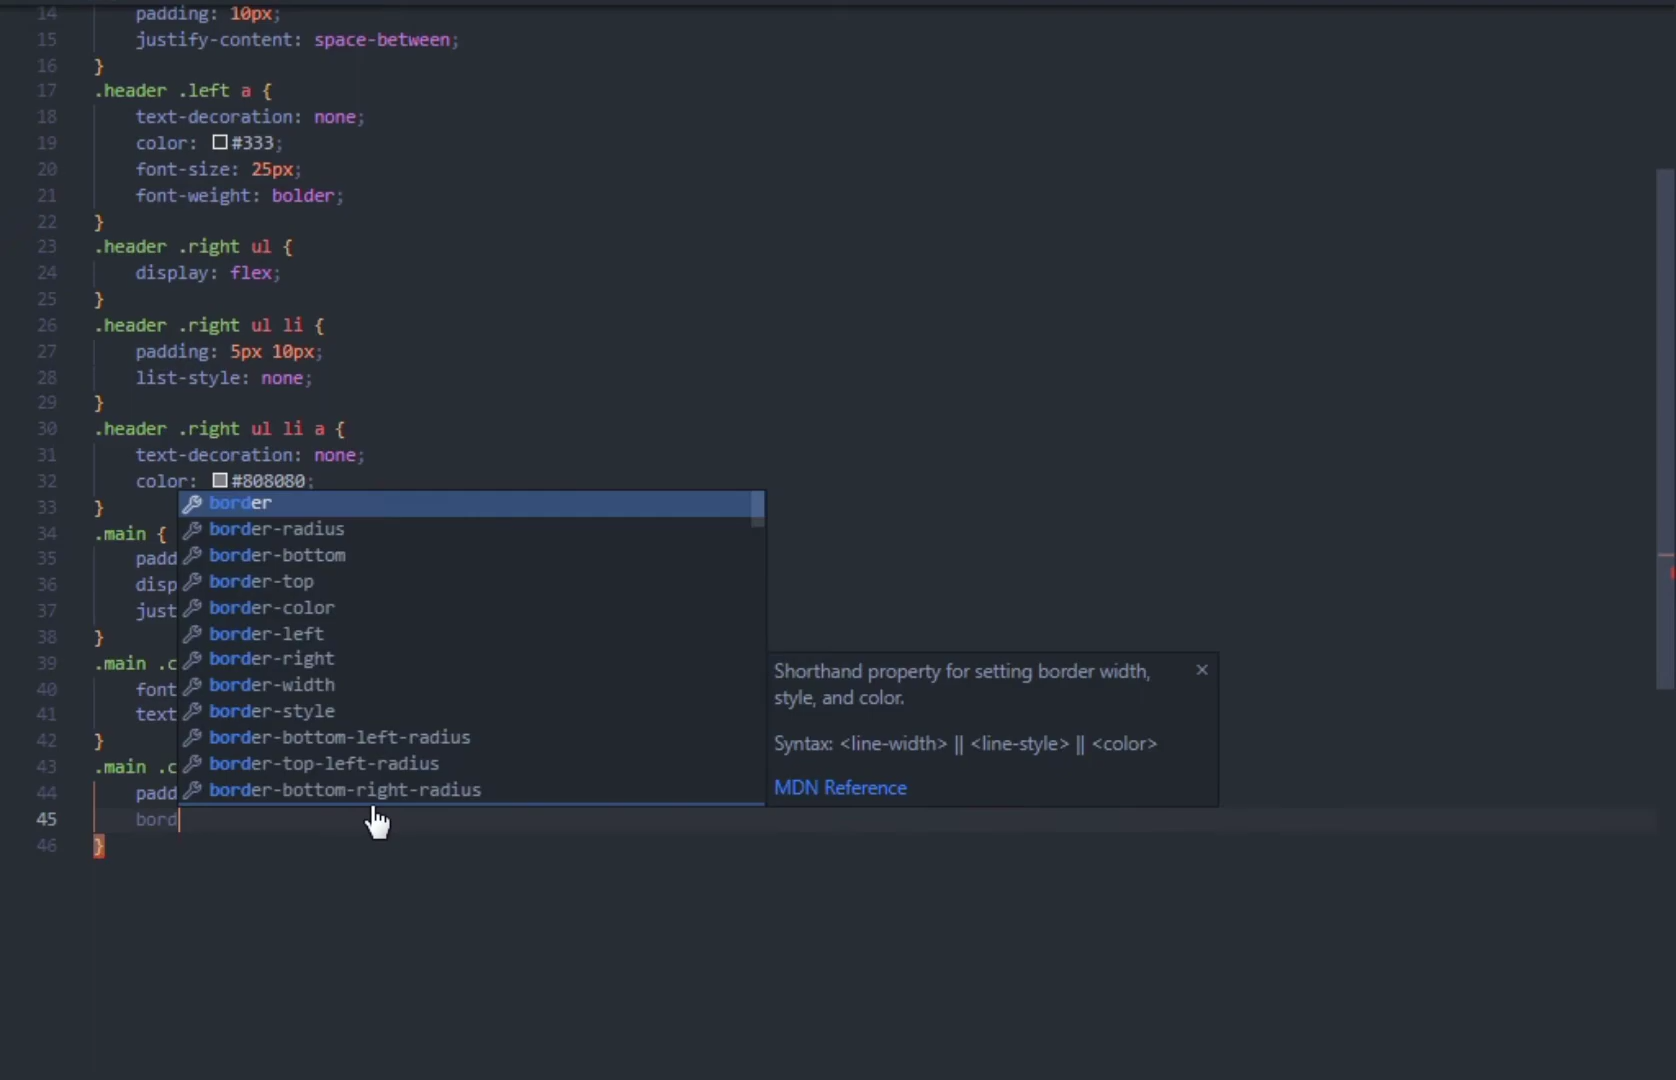 14 padding: 10px;
15 justify-content: space-between;
16 }
17 .header .left a {
18 text-decoration: none;
19 color: #333;
20 font-size: 25px;
21 font-weight: bolder;
22 }
23 .header .right ul {
24 display: flex;
25 }
26 .header .right ul li {
27 padding: 5px 10px;
28 list-style: none;
29 }
30 .header .right ul li a {
31 text-decoration: none;
32 color: #808080;
33 }
34 .main {
35 padd
36 disp
37 just
38 }
39 .main .c
40 font
41 text
42 }
43 .main .c
44 padd
45 bord
46 }
border
border-radius
border-bottom
border-top
border-color
border-left
border-right
border-width
border-style
border-bottom-left-radius
border-top-left-radius
border-bottom-right-radius
Shorthand property for setting border width,
style, and color.
Syntax: <line-width> || <line-style> || <color>
MDN Reference